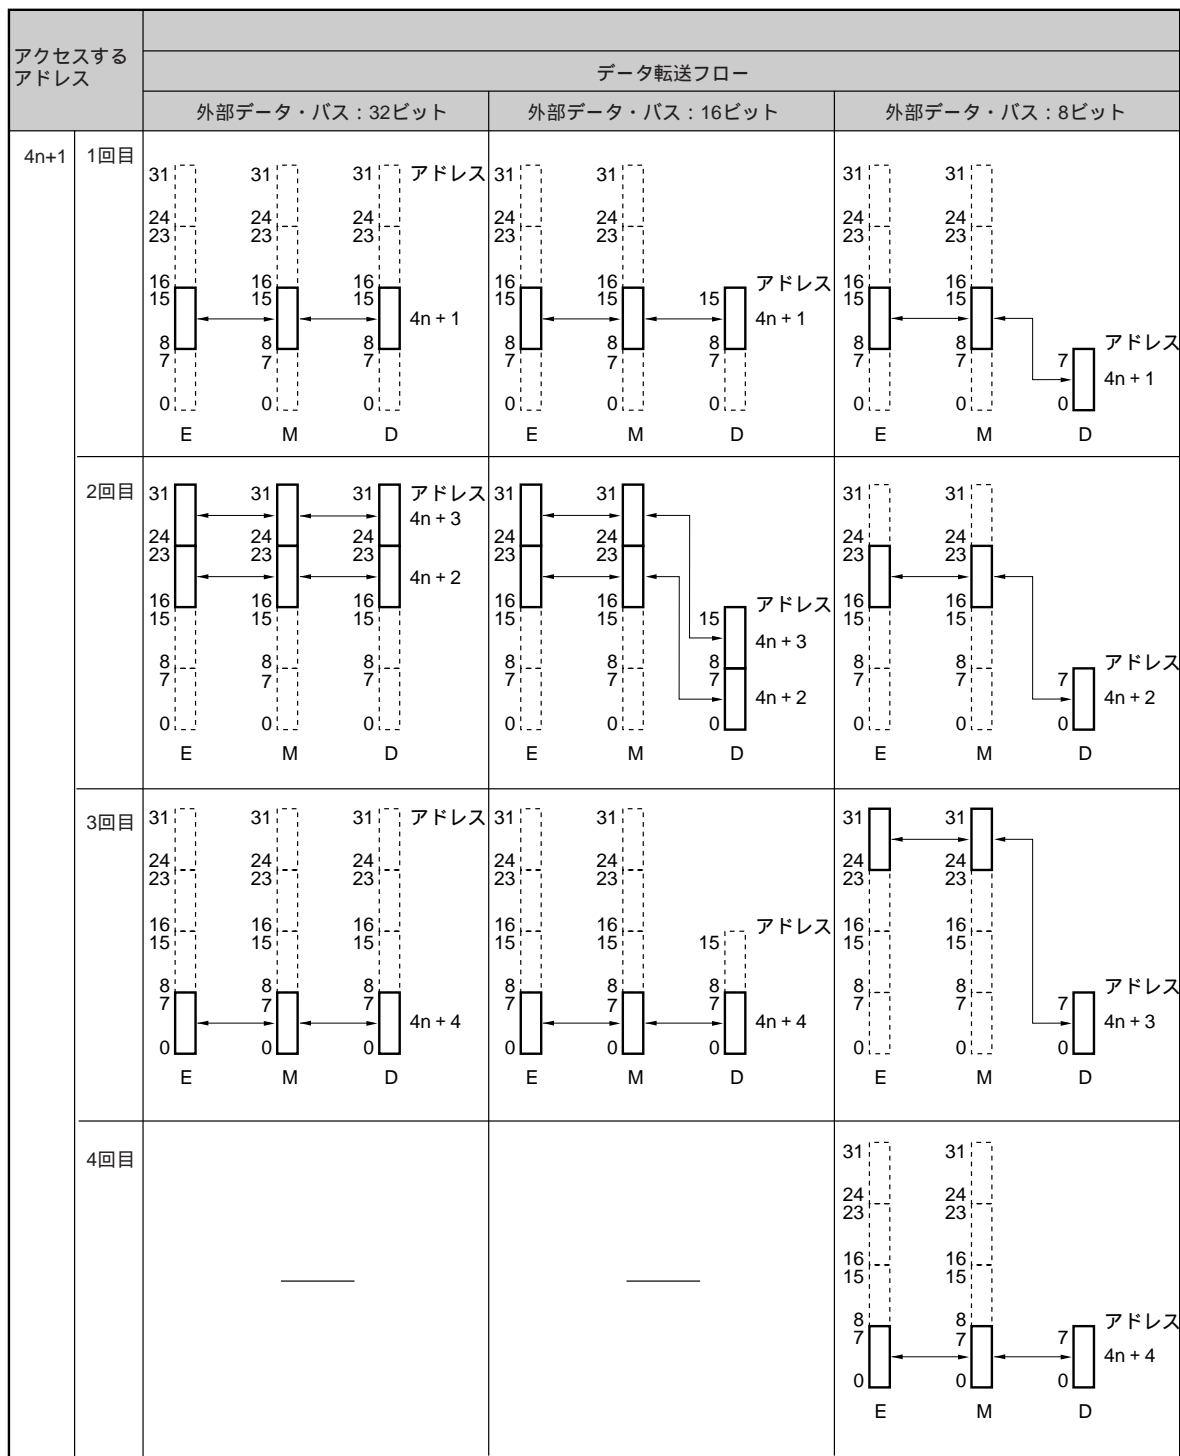 アクセスする
アドレス
データ転送フロー
外部データ・バス：32ビット 外部データ・バス：16ビット 外部データ・バス：8ビット
4n+1 1回目
31 31 31 アドレス 31 31 31 31
24 24 24 24 24 24 24
23 23 23 23 23 23 23
16 16 16 16 16 アドレス 16 16
15 15 15 15 15 15 15 15
4n + 1 4n + 1
8 8 8 8 8 8 8 8 アドレス
7 7 7 7 7 7 7 7 7
4n + 1
0 0 0 0 0 0 0 0 0
E M D E M D E M D
2回目
31 31 31 アドレス 31 31 31 31
4n + 3
24 24 24 24 24 24 24
23 23 23 23 23 23 23
4n + 2
16 16 16 16 16 アドレス 16 16
15 15 15 15 15 15 15 15
4n + 3
8 8 8 8 8 8 8 8 アドレス
7 7 7 7 7 7 7 7 7
4n + 2 4n + 2
0 0 0 0 0 0 0 0 0
E M D E M D E M D
3回目
31 31 31 アドレス 31 31 31 31
24 24 24 24 24 24 24
23 23 23 23 23 23 23
16 16 16 16 16 アドレス 16 16
15 15 15 15 15 15 15 15
8 8 8 8 8 8 8 8 アドレス
7 7 7 7 7 7 7 7 7
4n + 4 4n + 4 4n + 3
0 0 0 0 0 0 0 0 0
E M D E M D E M D
4回目
31 31
24 24
23 23
16 16
15 15
8 8 アドレス
7 7 7
4n + 4
0 0 0
E M D